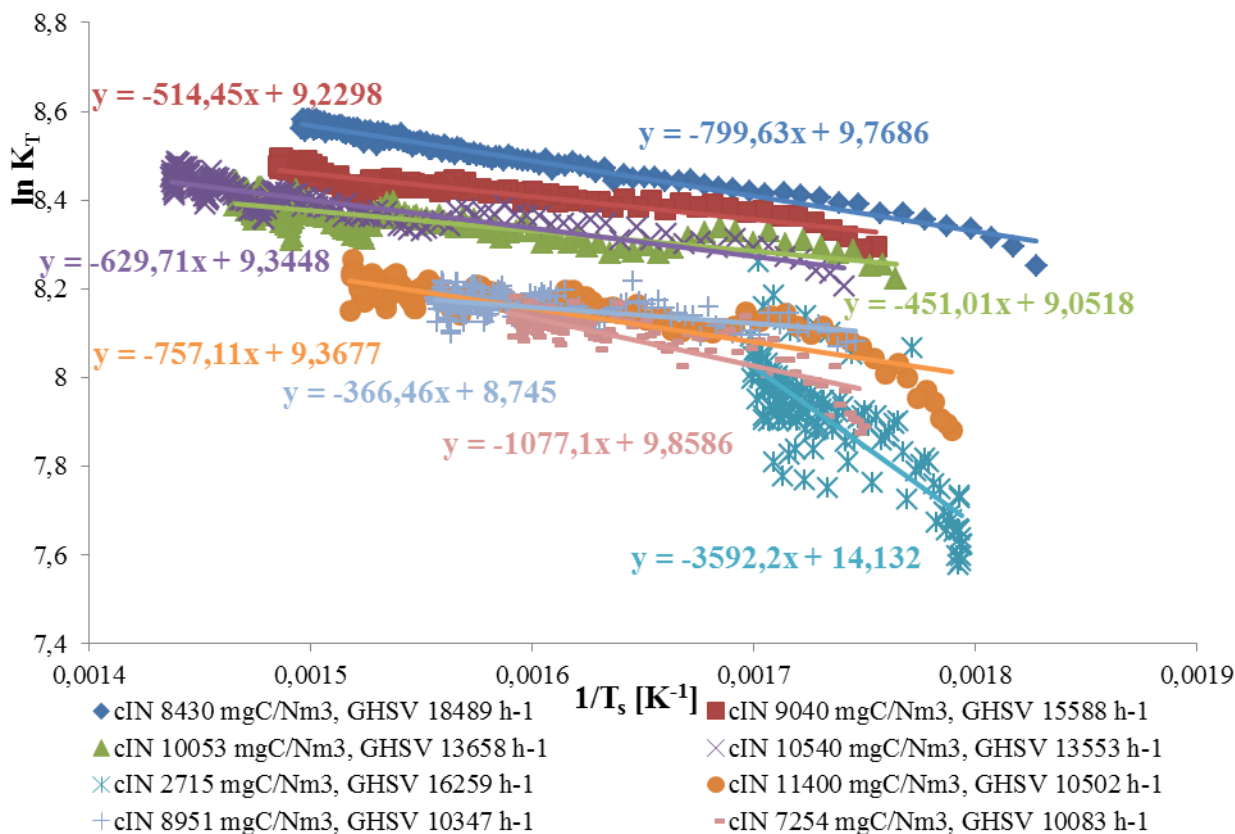 8,8
y = -514,45x + 9,2298
8,6
y = -799,63x + 9,7686
ln K_T
8,4
y = -629,71x + 9,3448
8,2
y = -451,01x + 9,0518
y = -757,11x + 9,3677
8
y = -366,46x + 8,745
y = -1077,1x + 9,8586
7,8
y = -3592,2x + 14,132
7,6
7,4
0,0014 0,0015 0,0016 0,0017 0,0018 0,0019
1/T_s [K⁻¹]
cIN 8430 mgC/Nm3, GHSV 18489 h-1
cIN 9040 mgC/Nm3, GHSV 15588 h-1
cIN 10053 mgC/Nm3, GHSV 13658 h-1
cIN 10540 mgC/Nm3, GHSV 13553 h-1
cIN 2715 mgC/Nm3, GHSV 16259 h-1
cIN 11400 mgC/Nm3, GHSV 10502 h-1
cIN 8951 mgC/Nm3, GHSV 10347 h-1
cIN 7254 mgC/Nm3, GHSV 10083 h-1